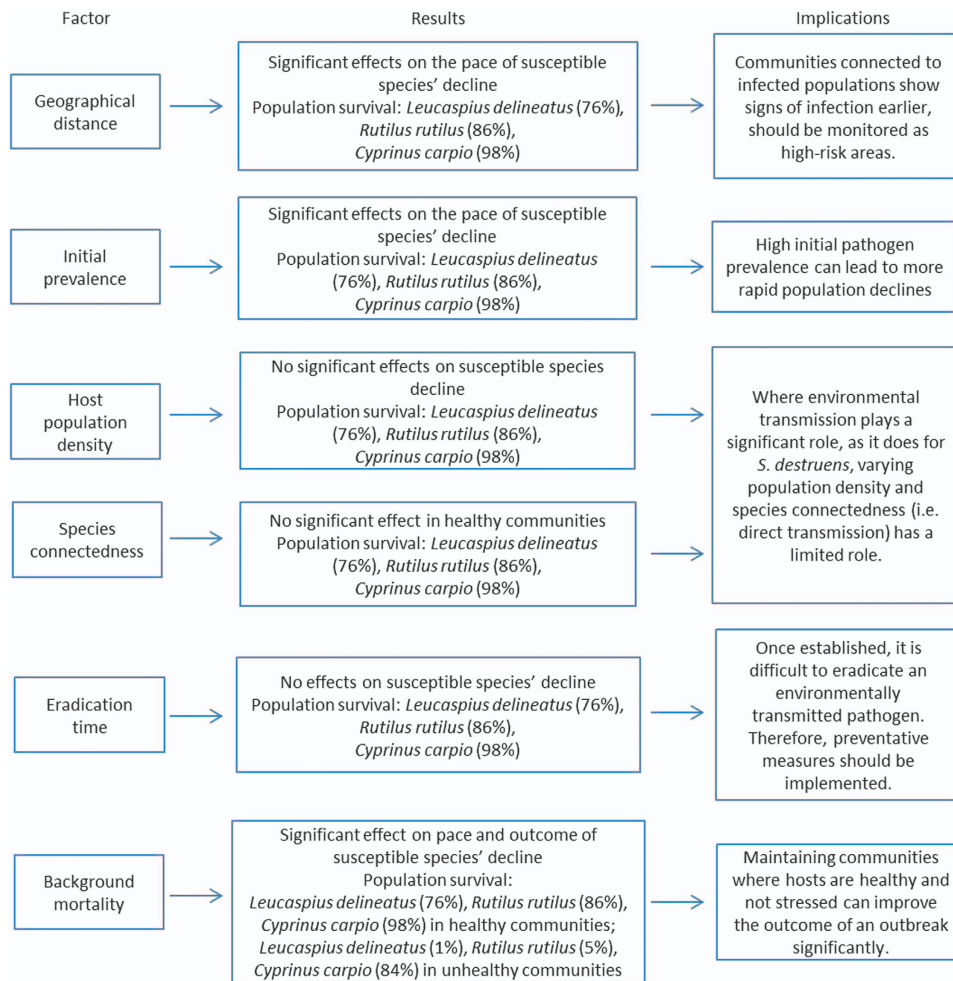 Factor
Results
Implications
Geographical
distance
Significant effects on the pace of susceptible
species’ decline
Population survival: Leucaspius delineatus (76%),
Rutilus rutilus (86%),
Cyprinus carpio (98%)
Communities connected to
infected populations show
signs of infection earlier,
should be monitored as
high-risk areas.
Initial
prevalence
Significant effects on the pace of susceptible
species’ decline
Population survival: Leucaspius delineatus
(76%), Rutilus rutilus (86%),
Cyprinus carpio (98%)
High initial pathogen
prevalence can lead to more
rapid population declines
Host
population
density
No significant effects on susceptible species
decline
Population survival: Leucaspius delineatus
(76%), Rutilus rutilus (86%),
Cyprinus carpio (98%)
Where environmental
transmission plays a
significant role, as it does for
S. destruens, varying
population density and
species connectedness (i.e.
direct transmission) has a
limited role.
Species
connectedness
No significant effect in healthy communities
Population survival: Leucaspius delineatus
(76%), Rutilus rutilus (86%),
Cyprinus carpio (98%)
Eradication
time
No effects on susceptible species’ decline
Population survival: Leucaspius delineatus (76%),
Rutilus rutilus (86%),
Cyprinus carpio (98%)
Once established, it is
difficult to eradicate an
environmentally
transmitted pathogen.
Therefore, preventative
measures should be
implemented.
Background
mortality
Significant effect on pace and outcome of
susceptible species’ decline
Population survival:
Leucaspius delineatus (76%), Rutilus rutilus (86%),
Cyprinus carpio (98%) in healthy communities;
Leucaspius delineatus (1%), Rutilus rutilus (5%),
Cyprinus carpio (84%) in unhealthy communities
Maintaining communities
where hosts are healthy and
not stressed can improve
the outcome of an outbreak
significantly.